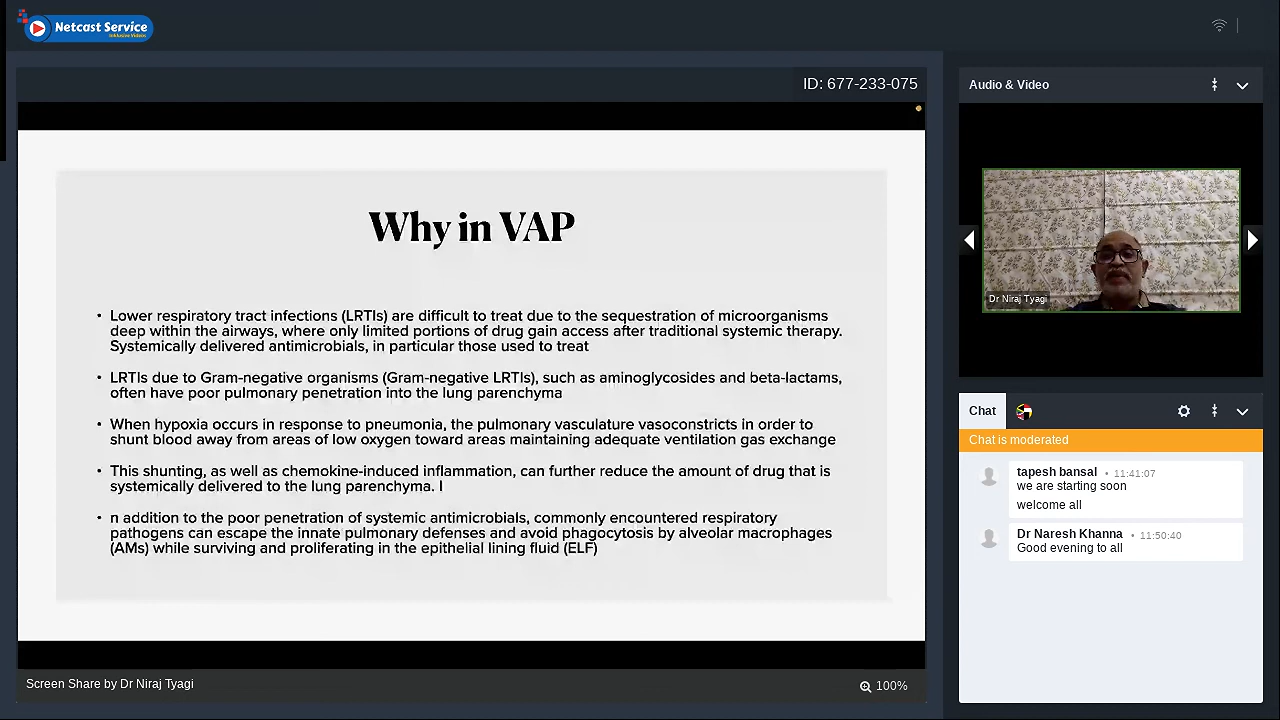 Netcast Service
Inklusive Videos
ID: 677-233-075
Why in VAP
• Lower respiratory tract infections (LRTIs) are difficult to treat due to the sequestration of microorganisms
deep within the airways, where only limited portions of drug gain access after traditional systemic therapy.
Systemically delivered antimicrobials, in particular those used to treat
• LRTIs due to Gram-negative organisms (Gram-negative LRTIs), such as aminoglycosides and beta-lactams,
often have poor pulmonary penetration into the lung parenchyma
• When hypoxia occurs in response to pneumonia, the pulmonary vasculature vasoconstricts in order to
shunt blood away from areas of low oxygen toward areas maintaining adequate ventilation gas exchange
• This shunting, as well as chemokine-induced inflammation, can further reduce the amount of drug that is
systemically delivered to the lung parenchyma. I
• n addition to the poor penetration of systemic antimicrobials, commonly encountered respiratory
pathogens can escape the innate pulmonary defenses and avoid phagocytosis by alveolar macrophages
(AMs) while surviving and proliferating in the epithelial lining fluid (ELF)
Screen Share by Dr Niraj Tyagi
100%
Audio & Video
Dr Niraj Tyagi
Chat
Chat is moderated
tapesh bansal • 11:41:07
we are starting soon
welcome all
Dr Naresh Khanna • 11:50:40
Good evening to all